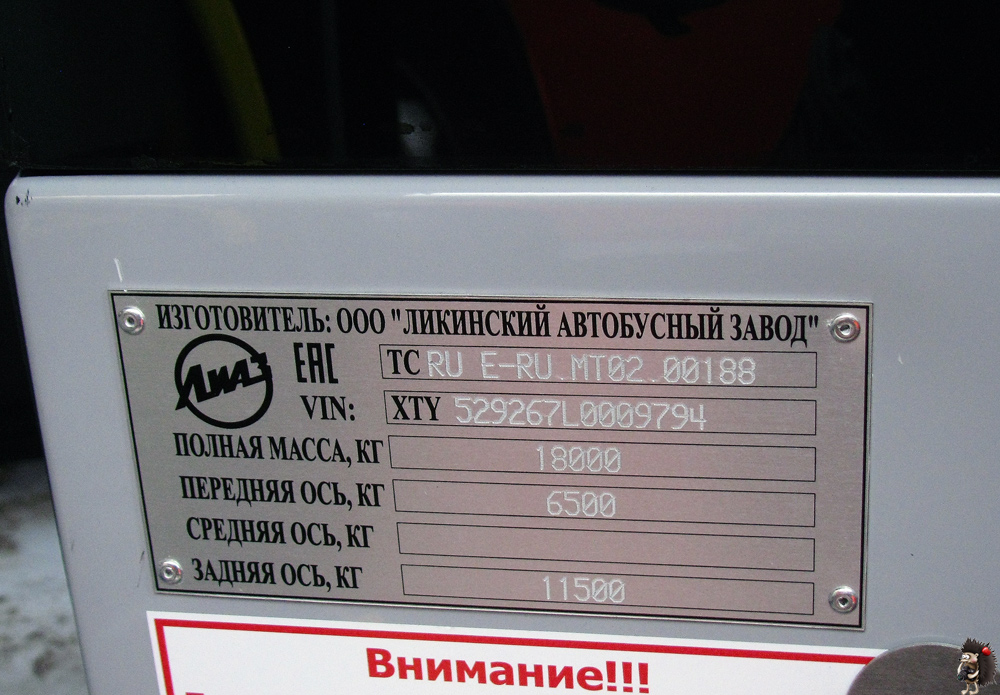 ИЗГОТОВИТЕЛЬ: ООО "ЛИКИНСКИЙ АВТОБУСНЫЙ ЗАВОД"
ЛиАЗ
ЕАС
ТС RU E-RU.MT02.00188
VIN: XTY 529267L0009794
ПОЛНАЯ МАССА, КГ 18000
ПЕРЕДНЯЯ ОСЬ, КГ 6500
СРЕДНЯЯ ОСЬ, КГ
ЗАДНЯЯ ОСЬ, КГ 11500
Внимание!!!